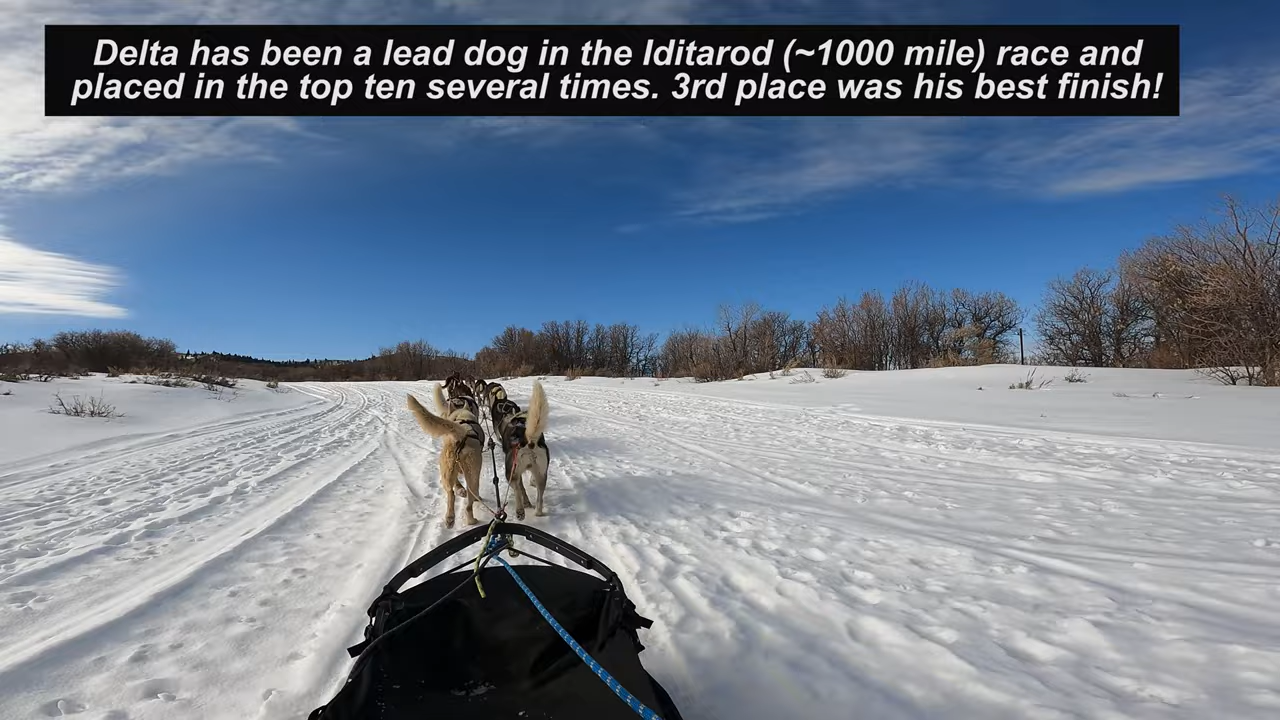 Delta has been a lead dog in the Iditarod (~1000 mile) race and
placed in the top ten several times. 3rd place was his best finish!